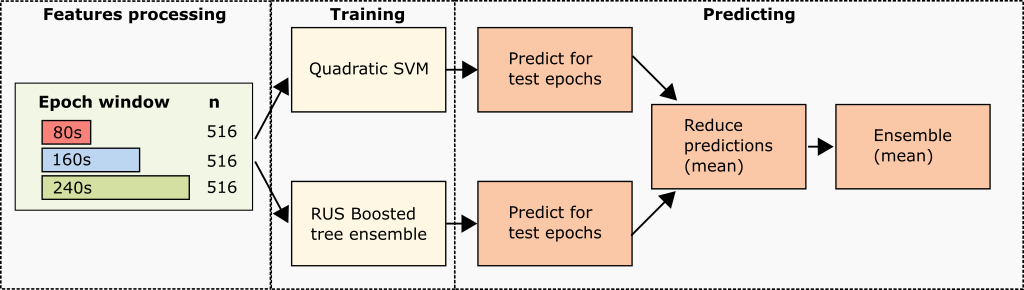 Features processing
Training
Predicting
Epoch window n
80s 516
160s 516
240s 516
Quadratic SVM
RUS Boosted
tree ensemble
Predict for
test epochs
Predict for
test epochs
Reduce
predictions
(mean)
Ensemble
(mean)